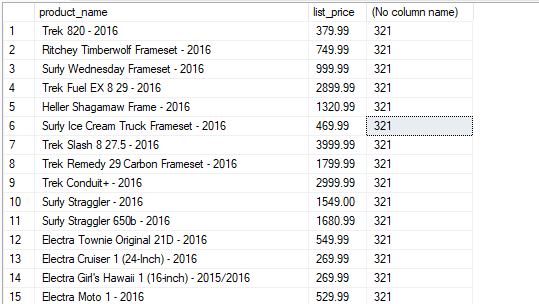 product_name list_price (No column name)
1 Trek 820 - 2016 379.99 321
2 Ritchey Timberwolf Frameset - 2016 749.99 321
3 Surly Wednesday Frameset - 2016 999.99 321
4 Trek Fuel EX 8 29 - 2016 2899.99 321
5 Heller Shagamaw Frame - 2016 1320.99 321
6 Surly Ice Cream Truck Frameset - 2016 469.99 321
7 Trek Slash 8 27.5 - 2016 3999.99 321
8 Trek Remedy 29 Carbon Frameset - 2016 1799.99 321
9 Trek Conduit+ - 2016 2999.99 321
10 Surly Straggler - 2016 1549.00 321
11 Surly Straggler 650b - 2016 1680.99 321
12 Electra Townie Original 21D - 2016 549.99 321
13 Electra Cruiser 1 (24-Inch) - 2016 269.99 321
14 Electra Girl's Hawaii 1 (16-inch) - 2015/2016 269.99 321
15 Electra Moto 1 - 2016 529.99 321